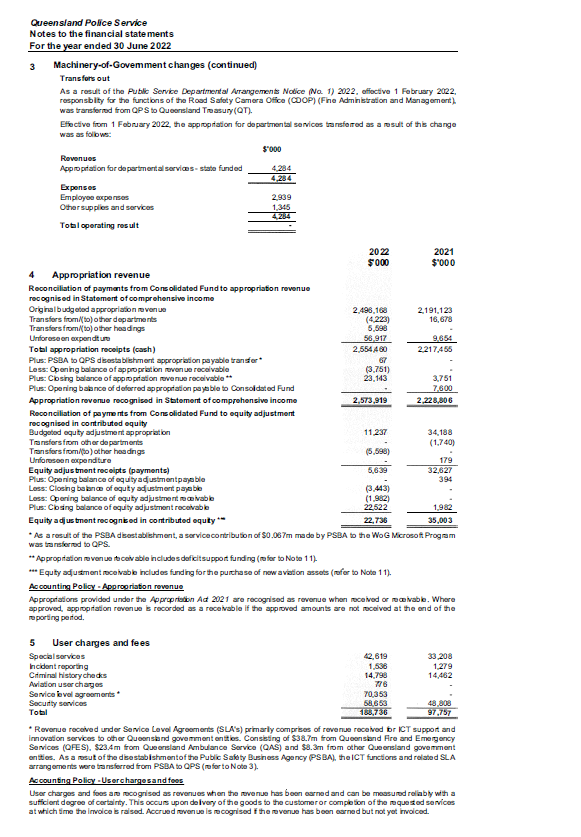 Queensland Police Service
Notes to the financial statements
For the year ended 30 June 2022
3 Machinery-of-Government changes (continued)
Transfers out
As a result of the Public Service Departmental Arrangements Notice (No. 1) 2022, effective 1 February 2022,
responsibility for the functions of the Road Safety Camera Office (CDOP) (Fine Administration and Management),
was transferred from QPS to Queensland Treasury (QT).
Effective from 1 February 2022, the appropriation for departmental services transferred as a result of this change
was as follows:
$'000
Revenues
Appropriation for departmental services - state funded 4,284
4,284
Expenses
Employee expenses 2,939
Other supplies and services 1,345
4,284
Total operating result -
2022 2021
$'000 $'000
4 Appropriation revenue
Reconciliation of payments from Consolidated Fund to appropriation revenue
recognised in Statement of comprehensive income
Original budgeted appropriation revenue 2,496,168 2,191,123
Transfers from/(to) other departments (4,223) 16,678
Transfers from/(to) other headings 5,598 -
Unforeseen expenditure 56,917 9,654
Total appropriation receipts (cash) 2,554,460 2,217,455
Plus: PSBA to QPS disestablishment appropriation payable transfer * 67 -
Less: Opening balance of appropriation revenue receivable (3,751) -
Plus: Closing balance of appropriation revenue receivable ** 23,143 3,751
Plus: Opening balance of deferred appropriation payable to Consolidated Fund - 7,600
Appropriation revenue recognised in Statement of comprehensive income 2,573,919 2,228,806
Reconciliation of payments from Consolidated Fund to equity adjustment
recognised in contributed equity
Budgeted equity adjustment appropriation 11,237 34,188
Transfers from other departments - (1,740)
Transfers from/(to) other headings (5,598) -
Unforeseen expenditure - 179
Equity adjustment receipts (payments) 5,639 32,627
Plus: Opening balance of equity adjustment payable - 394
Less: Closing balance of equity adjustment payable (3,443) -
Less: Opening balance of equity adjustment receivable (1,982) -
Plus: Closing balance of equity adjustment receivable 22,522 1,982
Equity adjustment recognised in contributed equity *** 22,736 35,003
* As a result of the PSBA disestablishment, a service contribution of $0.067m made by PSBA to the WoG Microsoft Program
was transferred to QPS.
** Appropriation revenue receivable includes deficit support funding (refer to Note 11).
*** Equity adjustment receivable includes funding for the purchase of new aviation assets (refer to Note 11).
Accounting Policy - Appropriation revenue
Appropriations provided under the Appropriation Act 2021 are recognised as revenue when received or receivable. Where
approved, appropriation revenue is recorded as a receivable if the approved amounts are not received at the end of the
reporting period.
5 User charges and fees
Special services 42,619 33,208
Incident reporting 1,536 1,279
Criminal history checks 14,798 14,462
Aviation user charges 776 -
Service level agreements * 70,353 -
Security services 58,653 48,808
Total 188,736 97,757
* Revenue received under Service Level Agreements (SLA's) primarily comprises of revenue received for ICT support and
innovation services to other Queensland government entities. Consisting of $38.7m from Queensland Fire and Emergency
Services (QFES), $23.4m from Queensland Ambulance Service (QAS) and $8.3m from other Queensland government
entities. As a result of the disestablishment of the Public Safety Business Agency (PSBA), the ICT functions and related SLA
arrangements were transferred from PSBA to QPS (refer to Note 3).
Accounting Policy - User charges and fees
User charges and fees are recognised as revenues when the revenue has been earned and can be measured reliably with a
sufficient degree of certainty. This occurs upon delivery of the goods to the customer or completion of the requested services
at which time the invoice is raised. Accrued revenue is recognised if the revenue has been earned but not yet invoiced.